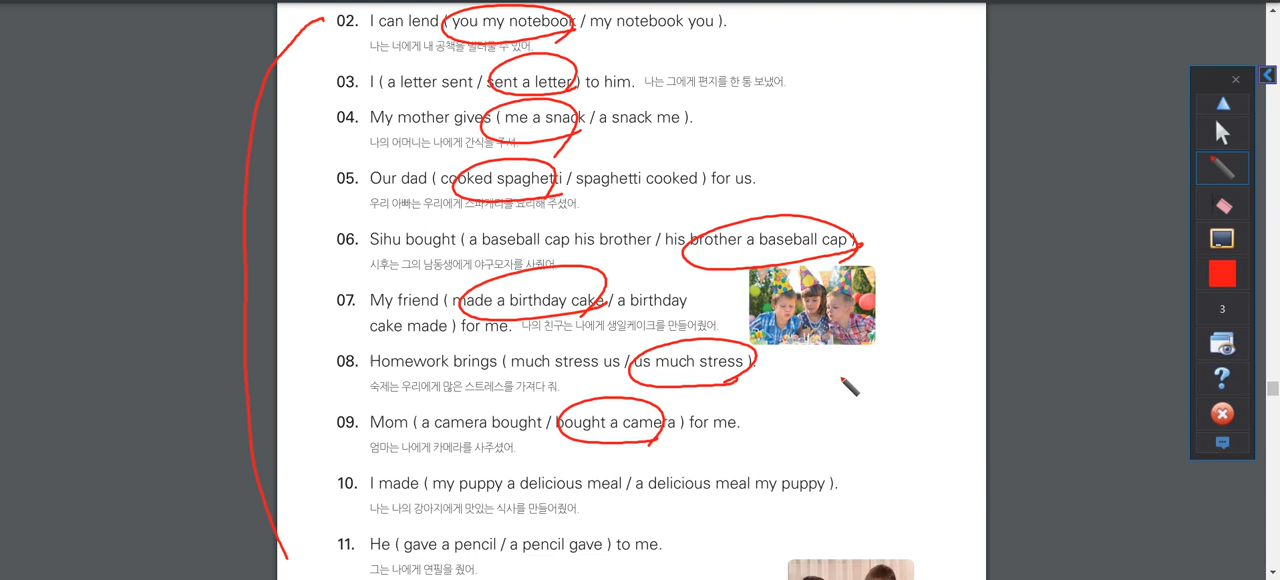 02. I can lend ( you my notebook / my notebook you ).
나는 너에게 내 공책을 빌려줄 수 있어.
03. I ( a letter sent / sent a letter ) to him. 나는 그에게 편지를 한 통 보냈어.
04. My mother gives ( me a snack / a snack me ).
나의 어머니는 나에게 간식을 주셔.
05. Our dad ( cooked spaghetti / spaghetti cooked ) for us.
우리 아빠는 우리에게 스파게티를 요리해 주셨어.
06. Sihu bought ( a baseball cap his brother / his brother a baseball cap ).
시후는 그의 남동생에게 야구모자를 사줬어.
07. My friend ( made a birthday cake / a birthday
cake made ) for me. 나의 친구는 나에게 생일케이크를 만들어줬어.
08. Homework brings ( much stress us / us much stress ).
숙제는 우리에게 많은 스트레스를 가져다 줘.
09. Mom ( a camera bought / bought a camera ) for me.
엄마는 나에게 카메라를 사주셨어.
10. I made ( my puppy a delicious meal / a delicious meal my puppy ).
나는 나의 강아지에게 맛있는 식사를 만들어줬어.
11. He ( gave a pencil / a pencil gave ) to me.
그는 나에게 연필을 줬어.
3